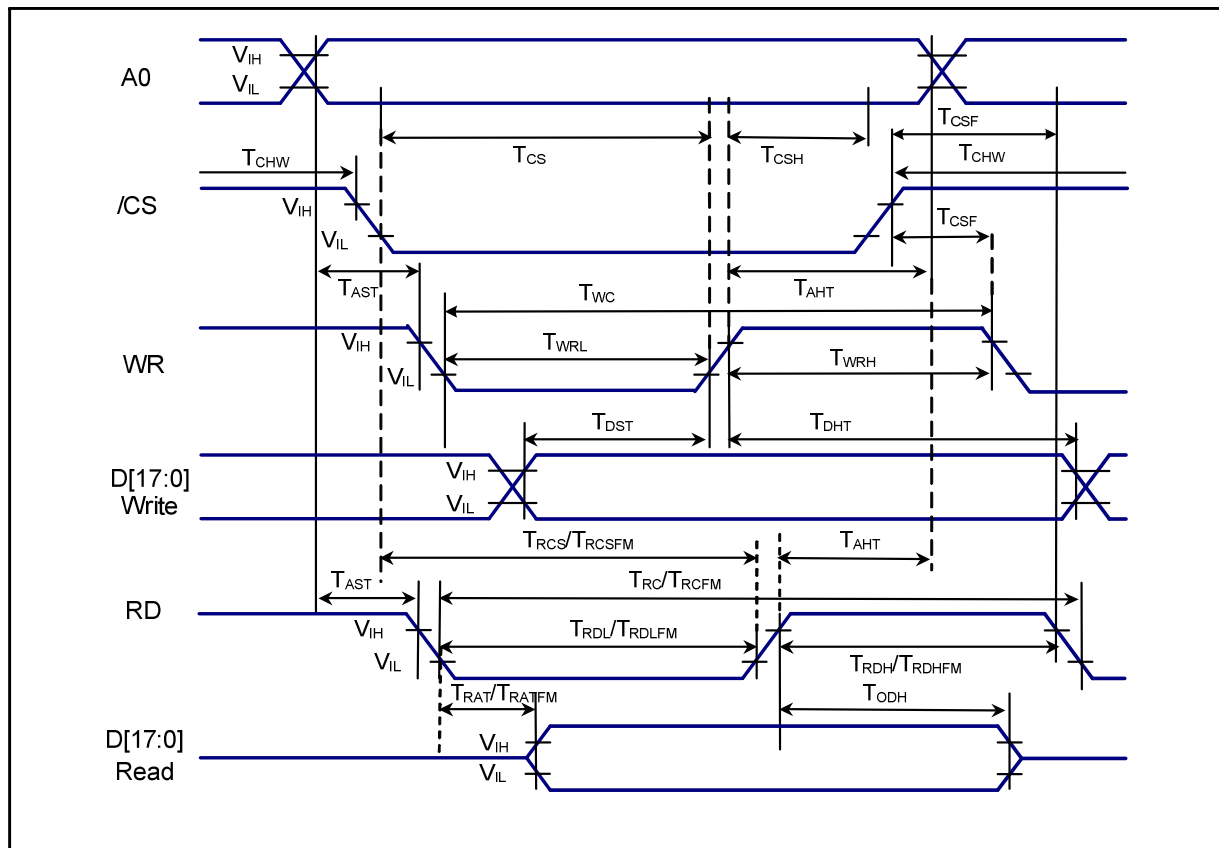 A0
VIH
VIL
TCS
TCSH
TCSF
TCHW
TCHW
/CS
VIH
VIL
TCSF
TAST
TWC
TAHT
WR
VIH
VIL
TWRL
TWRH
TDST
TDHT
D[17:0]
Write
VIH
VIL
TRCS/TRCSFM
TAHT
TAST
TRC/TRCFM
RD
VIH
VIL
TRDL/TRDLFM
TRDH/TRDHFM
TRAT/TRATFM
TODH
D[17:0]
Read
VIH
VIL